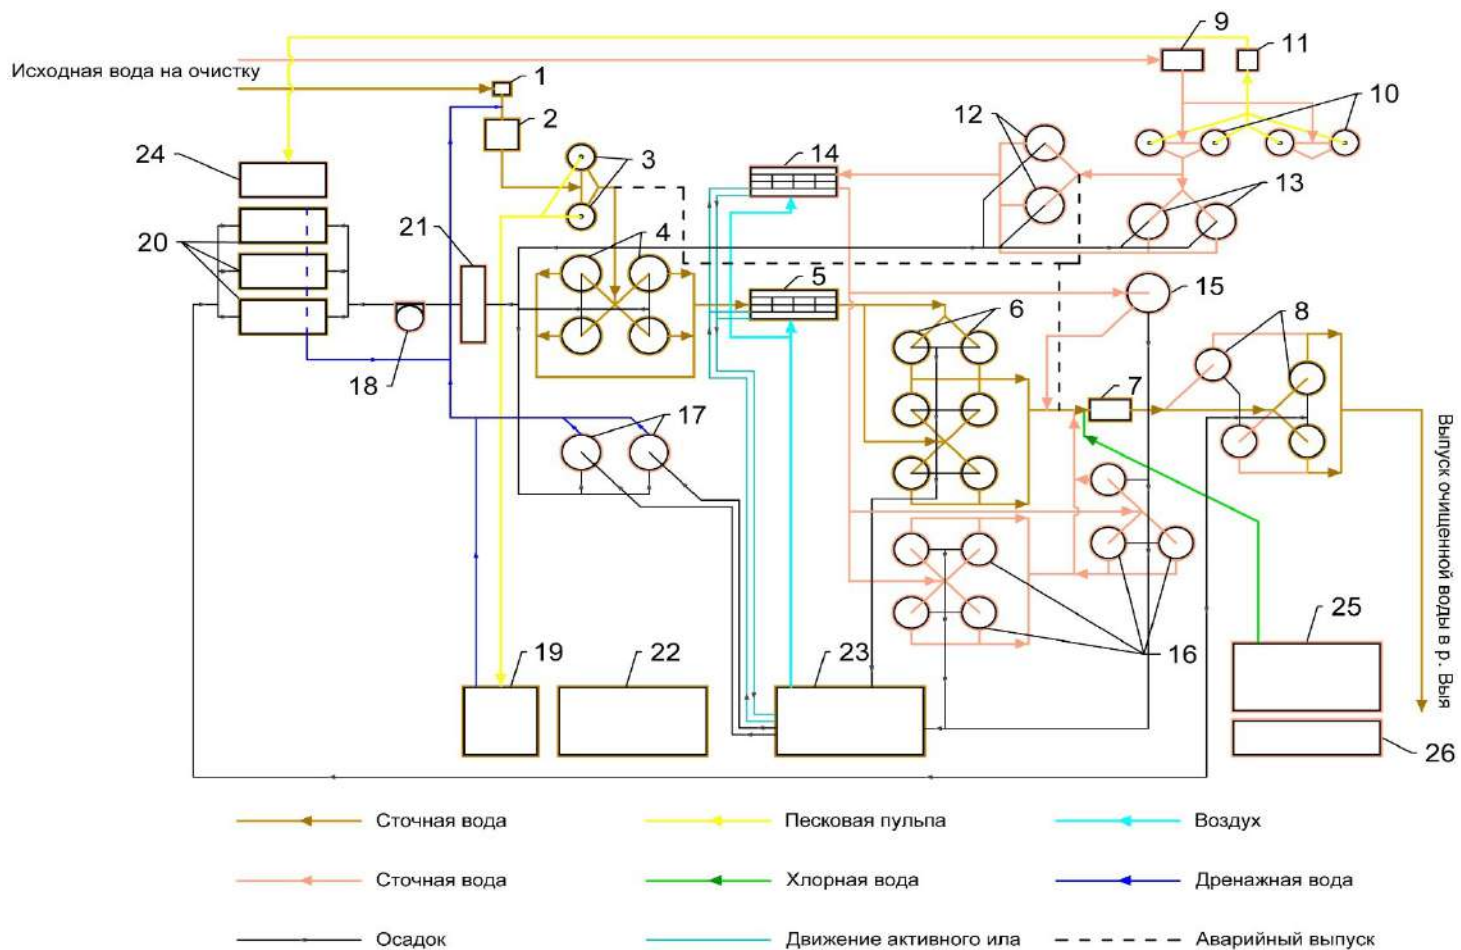 9
11
Исходная вода на очистку
1
10
2
12
24
3
14
13
20
21
4
5
15
6
8
18
7
17
Выпуск очищенной воды в р. Выя
25
19
22
23
16
26
Сточная вода
Песковая пульпа
Воздух
Сточная вода
Хлорная вода
Дренажная вода
Осадок
Движение активного ила
Аварийный выпуск